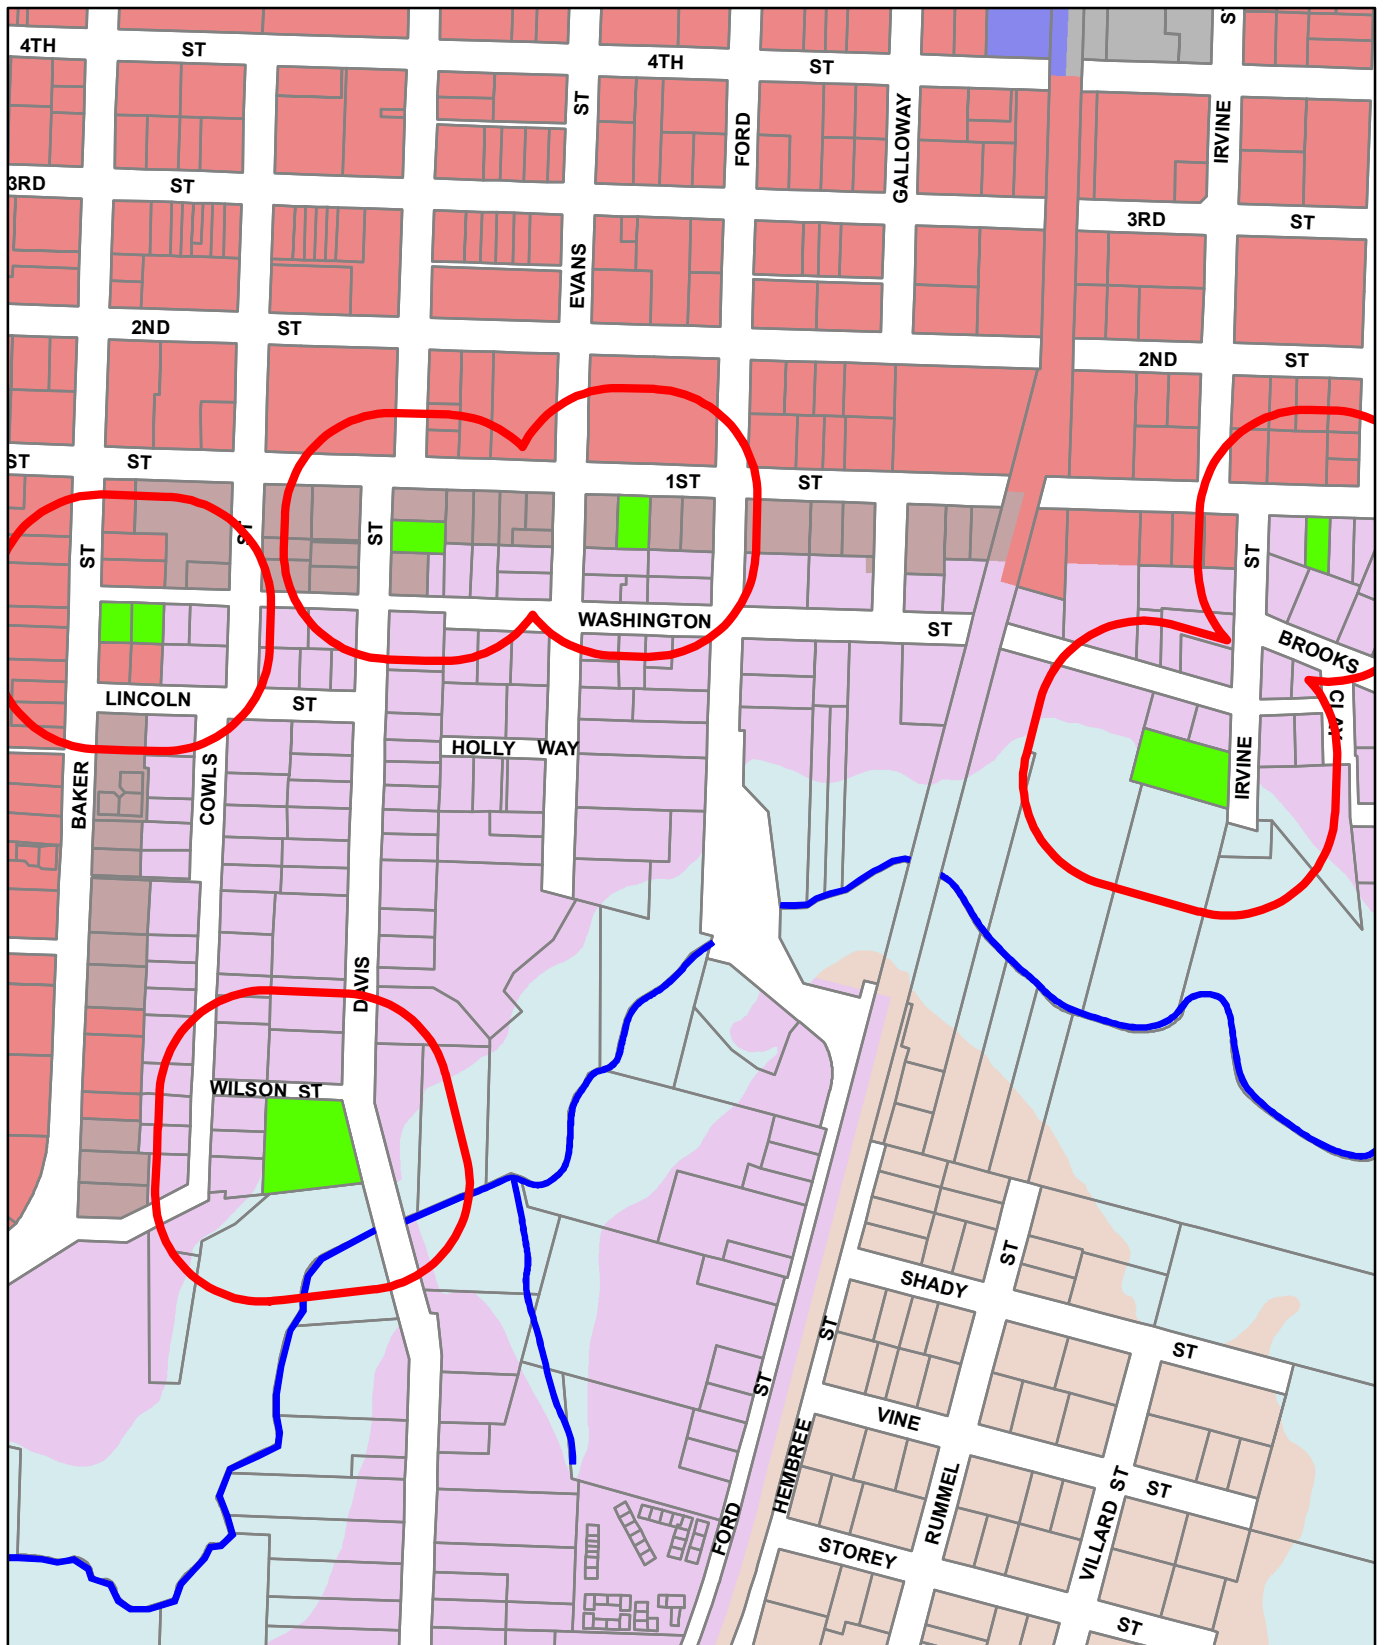 ST
4TH
ST
4TH
ST
ST
FORD
GALLOWAY
IRVINE
3RD
ST
3RD
ST
EVANS
2ND
ST
2ND
ST
ST
ST
1ST
ST
ST
ST
ST
ST
WASHINGTON
ST
BROOKS
LINCOLN
ST
CLAY
HOLLY WAY
IRVINE
BAKER
COWLS
DAVIS
WILSON ST
ST
SHADY
ST
ST
ST
VINE
HEMBREE
ST
ST
RUMMEL
VILLARD
FORD
STOREY
ST